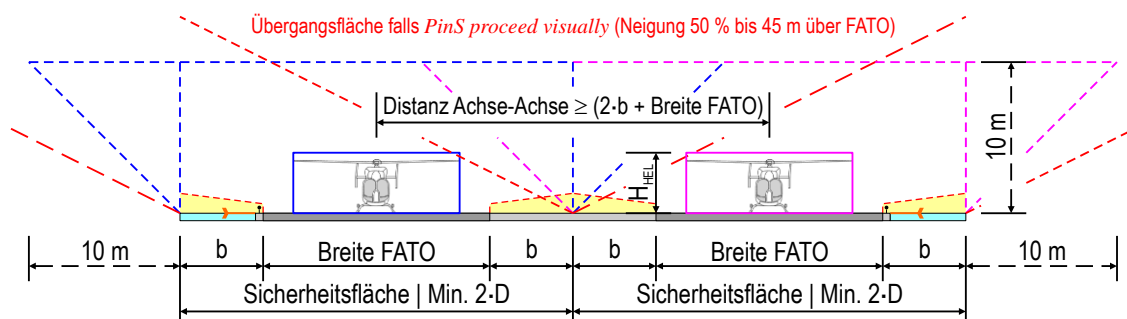 Übergangsfläche falls PinS proceed visually (Neigung 50 % bis 45 m über FATO)
Distanz Achse-Achse ≥ (2·b + Breite FATO)
10 m
H_HEL
10 m
b
Breite FATO
b
b
Breite FATO
b
10 m
Sicherheitsfläche | Min. 2·D
Sicherheitsfläche | Min. 2·D